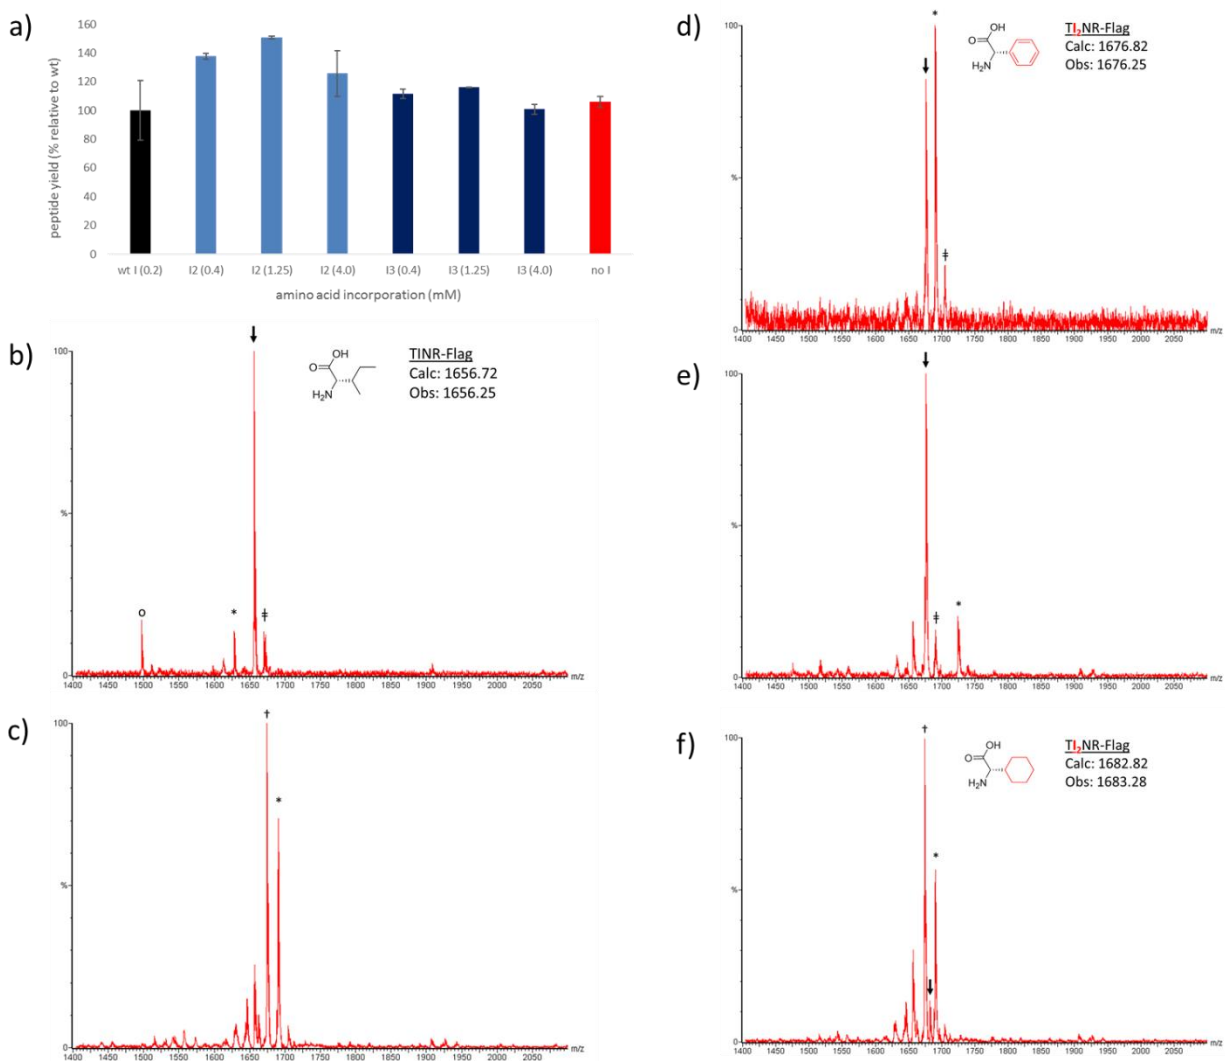 a)
160
140
120
100
80
60
40
20
0
peptide yield (% relative to wt)
wt I (0.2) I2 (0.4) I2 (1.25) I2 (4.0) I3 (0.4) I3 (1.25) I3 (4.0) no I
amino acid incorporation (mM)
b)
100
%
0
OH
O
H₂N
TINR-Flag
Calc: 1656.72
Obs: 1656.25
o * ǂ
1400 1450 1500 1550 1600 1650 1700 1750 1800 1850 1900 1950 2000 2050 m/z
c)
100
%
0
† *
1400 1450 1500 1550 1600 1650 1700 1750 1800 1850 1900 1950 2000 2050 m/z
d)
100
%
0
* ǂ
OH
O
H₂N
TI₂NR-Flag
Calc: 1676.82
Obs: 1676.25
1400 1450 1500 1550 1600 1650 1700 1750 1800 1850 1900 1950 2000 2050 m/z
e)
100
%
0
ǂ *
1400 1450 1500 1550 1600 1650 1700 1750 1800 1850 1900 1950 2000 2050 m/z
f)
100
%
0
† *
OH
O
H₂N
TI₂NR-Flag
Calc: 1682.82
Obs: 1683.28
1400 1450 1500 1550 1600 1650 1700 1750 1800 1850 1900 1950 2000 2050 m/z